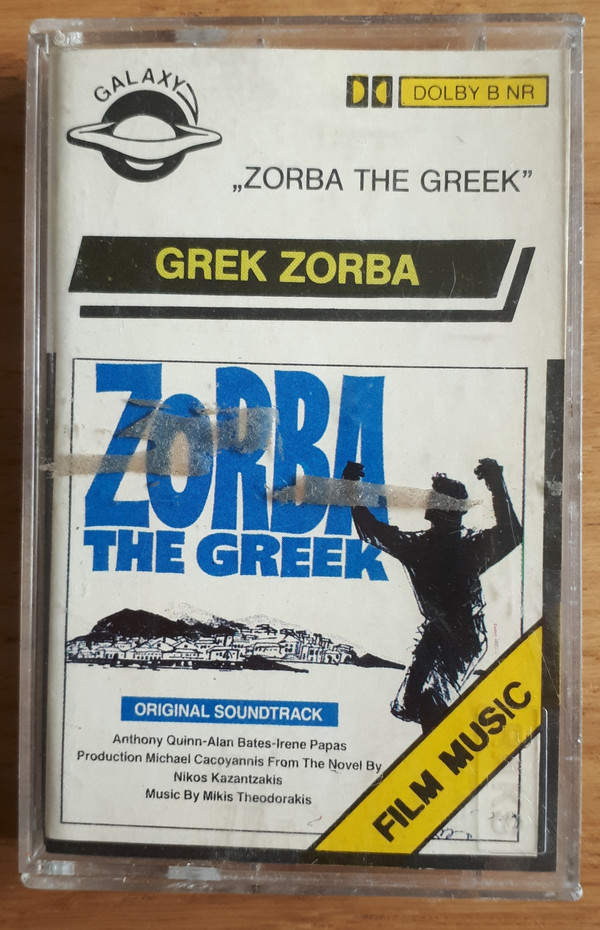 GALAXY
DOLBY B NR
„ZORBA THE GREEK”
GREK ZORBA
ZORBA
THE GREEK
ORIGINAL SOUNDTRACK
Anthony Quinn-Alan Bates-Irene Papas
Production Michael Cacoyannis From The Novel By
Nikos Kazantzakis
Music By Mikis Theodorakis
FILM MUSIC